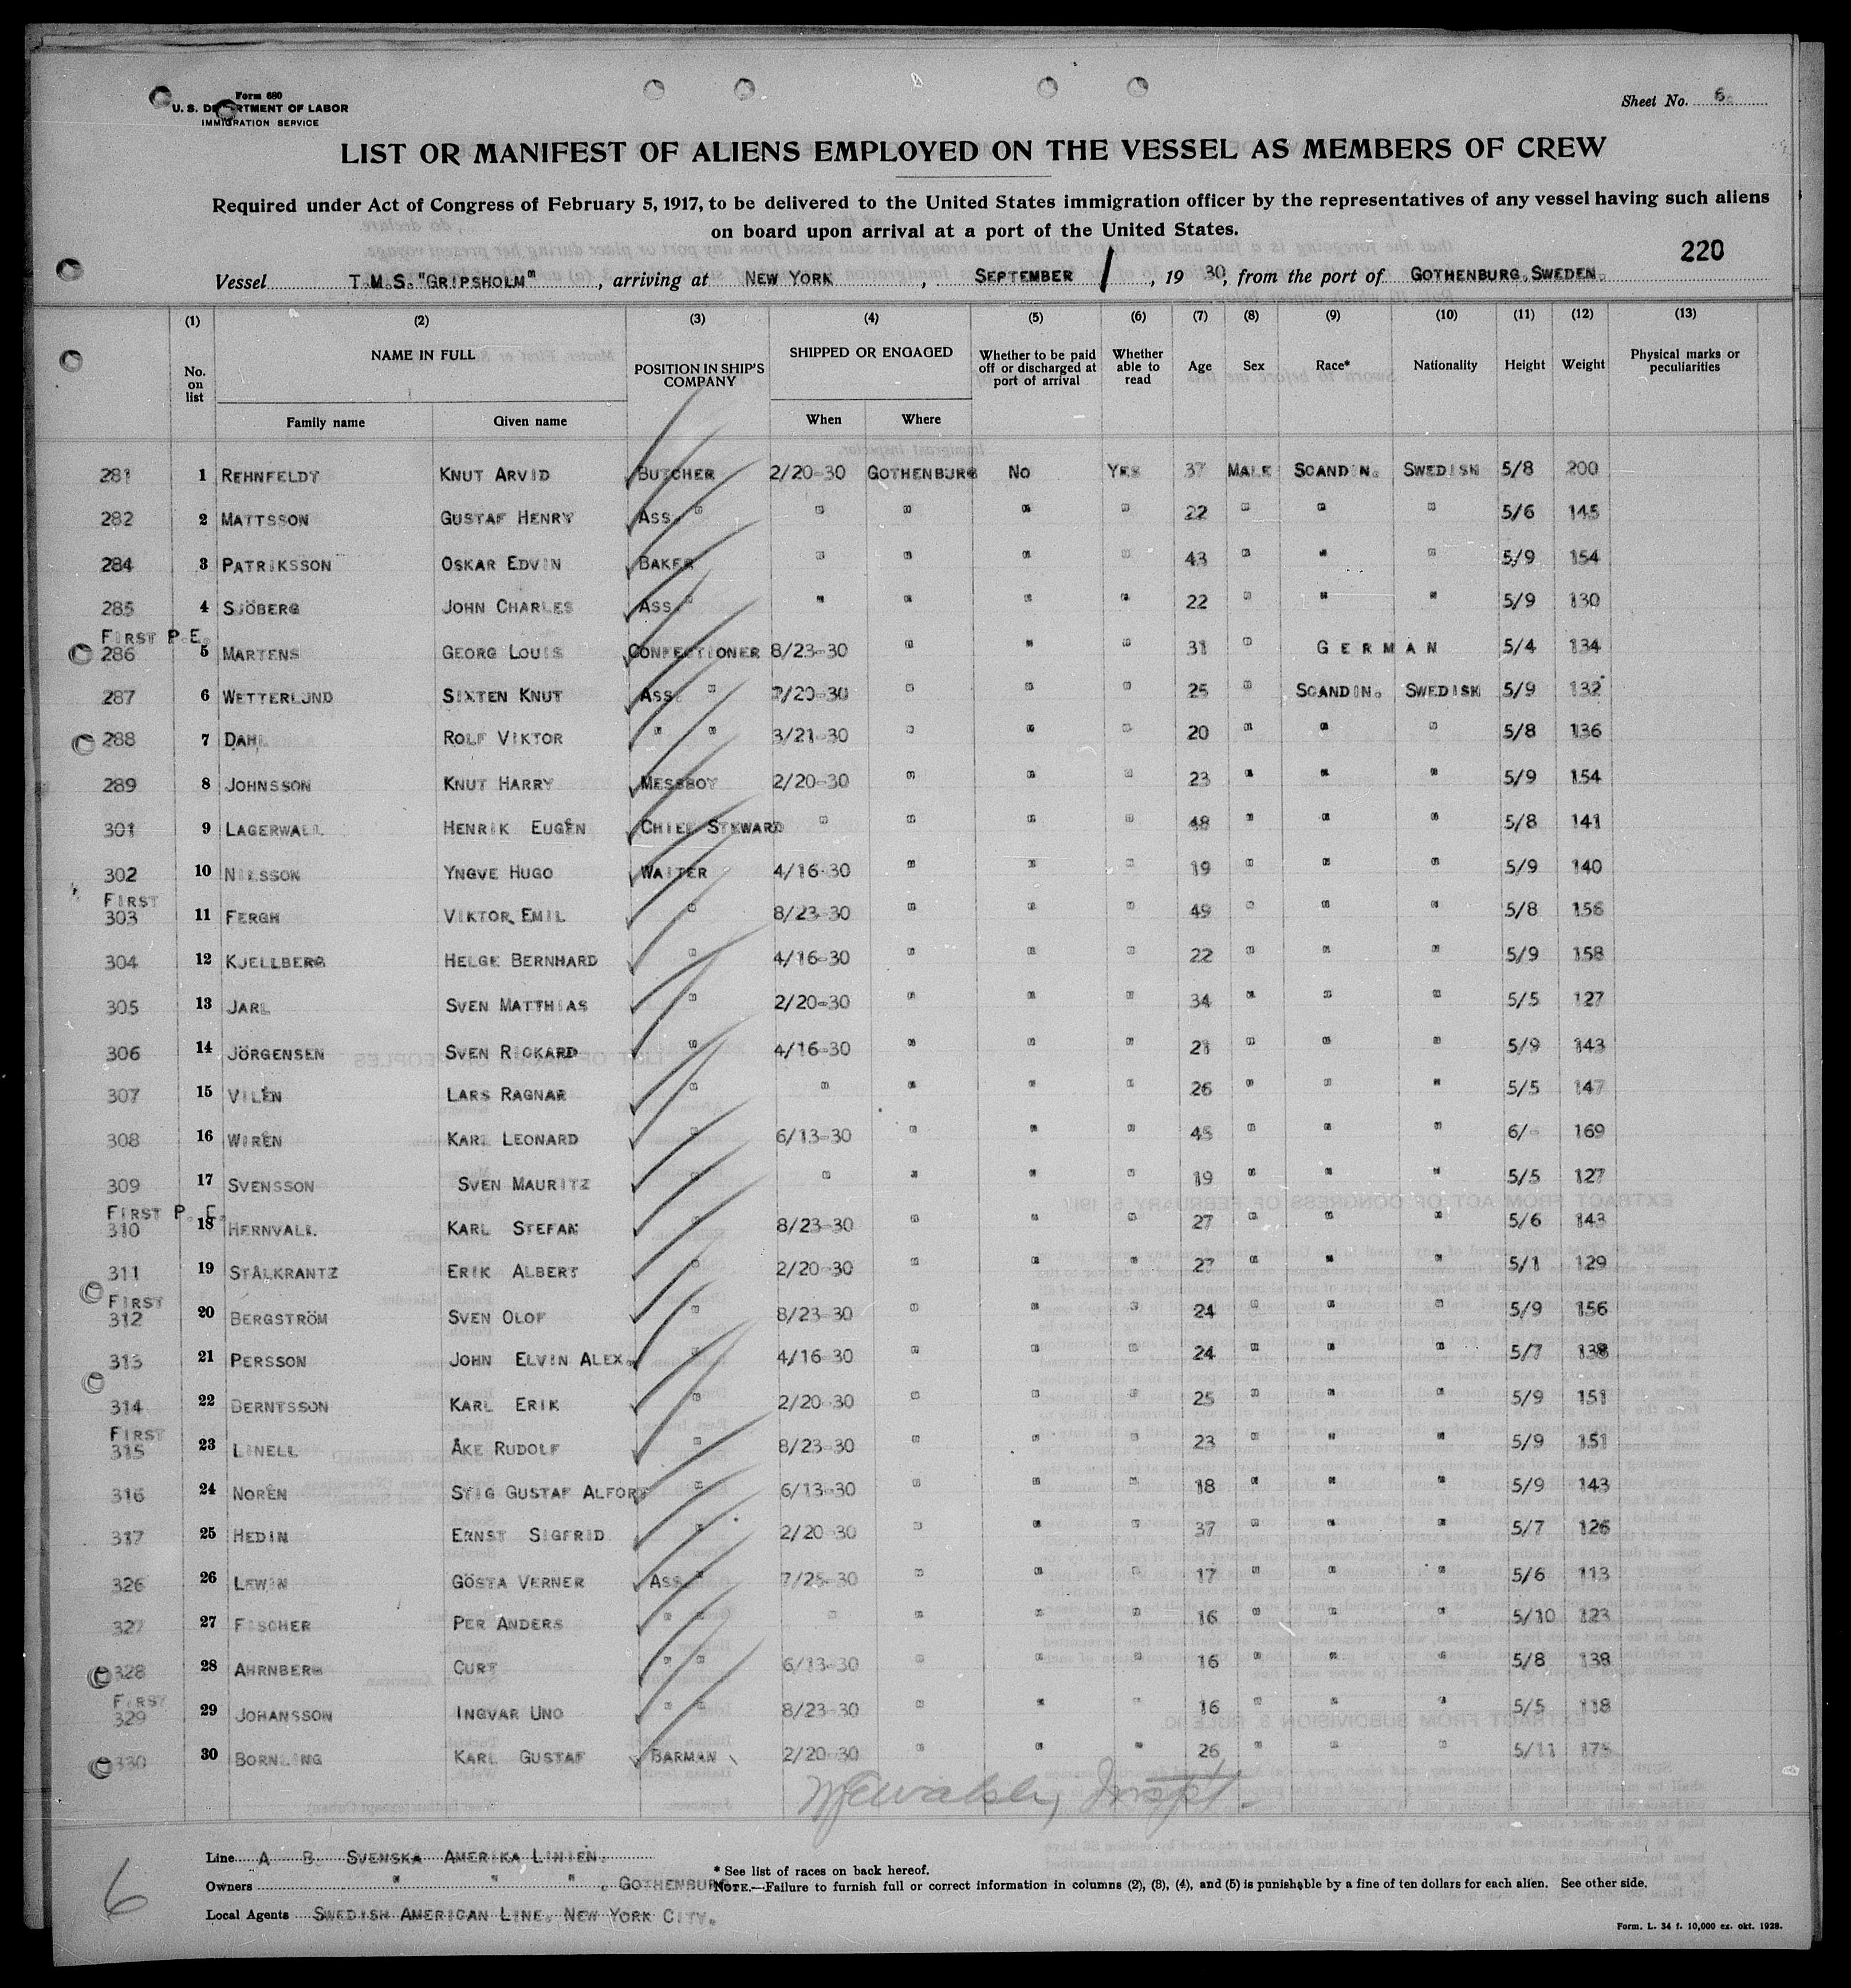 Form 680
U. S. DEPARTMENT OF LABOR
IMMIGRATION SERVICE
Sheet No. 6
LIST OR MANIFEST OF ALIENS EMPLOYED ON THE VESSEL AS MEMBERS OF CREW
Required under Act of Congress of February 5, 1917, to be delivered to the United States immigration officer by the representatives of any vessel having such aliens
on board upon arrival at a port of the United States.
220
Vessel T.M.S. "GRIPSHOLM", arriving at NEW YORK, SEPTEMBER 1, 1930, from the port of GOTHENBURG, SWEDEN.
(1) (2) (3) (4) (5) (6) (7) (8) (9) (10) (11) (12) (13)
No. on list NAME IN FULL POSITION IN SHIP'S COMPANY SHIPPED OR ENGAGED Whether to be paid off or discharged at port of arrival Whether able to read Age Sex Race* Nationality Height Weight Physical marks or peculiarities
Family name Given name When Where
281 1 REHNFELDT KNUT ARVID BUTCHER 2/20-30 GOTHENBURG NO YES 37 MALE SCANDIN. SWEDISH 5/8 200
282 2 MATTSSON GUSTAF HENRY ASS. " " " " " 22 " " " 5/6 145
284 3 PATRIKSSON OSKAR EDVIN BAKER " " " " 43 " " " 5/9 154
285 4 SJÖBERG JOHN CHARLES ASS. " " " " " 22 " " " 5/9 130
FIRST P.E.
286 5 MARTENS GEORG LOUIS CONFECTIONER 8/23-30 " " " 31 " GERMAN 5/4 134
287 6 WETTERLUND SIXTEN KNUT ASS. " 2/20-30 " " " 25 " SCANDIN. SWEDISH 5/9 132
288 7 DAHL ROLF VIKTOR " " 3/21-30 " " " 20 " " " 5/8 136
289 8 JOHNSSON KNUT HARRY MESSBOY 2/20-30 " " " 23 " " " 5/9 154
301 9 LAGERWALL HENRIK EUGÉN CHIEF STEWARD " " " " 48 " " " 5/8 141
302 10 NILSSON YNGVE HUGO WAITER 4/16-30 " " " 19 " " " 5/9 140
FIRST
303 11 FERGH VIKTOR EMIL " 8/23-30 " " " 49 " " " 5/8 156
304 12 KJELLBERG HELGE BERNHARD " 4/16-30 " " " 22 " " " 5/9 158
305 13 JARL SVEN MATTHIAS " 2/20-30 " " " 34 " " " 5/5 127
306 14 JÖRGENSEN SVEN RICKARD " 4/16-30 " " " 21 " " " 5/9 143
307 15 VILÉN LARS RAGNAR " " " " " 26 " " " 5/5 147
308 16 WIRÉN KARL LEONARD " 6/13-30 " " " 45 " " " 6/- 169
309 17 SVENSSON SVEN MAURITZ " " " " " 19 " " " 5/5 127
FIRST P.E.
310 18 HERNVALL KARL STEFAN " 8/23-30 " " " 27 " " " 5/6 143
311 19 STÅLKRANTZ ERIK ALBERT " 2/20-30 " " " 27 " " " 5/1 129
FIRST
312 20 BERGSTRÖM SVEN OLOF " 8/23-30 " " " 24 " " " 5/9 156
313 21 PERSSON JOHN ELVIN ALEX. " 4/16-30 " " " 24 " " " 5/7 138
314 22 BERNTSSON KARL ERIK " 2/20-30 " " " 25 " " " 5/9 151
FIRST
315 23 LINELL ÅKE RUDOLF " 8/23-30 " " " 23 " " " 5/9 151
316 24 NORÉN STIG GUSTAF ALFORS " 6/13-30 " " " 18 " " " 5/9 143
317 25 HEDIN ERNST SIGFRID " 2/20-30 " " " 37 " " " 5/7 126
326 26 LEWIN GÖSTA VERNER ASS. " 7/25-30 " " " 17 " " " 5/6 113
327 27 FISCHER PER ANDERS " " " " " " 16 " " " 5/10 123
328 28 AHRNBERG CURT " " 6/13-30 " " " 16 " " " 5/8 138
FIRST
329 29 JOHANSSON INGVAR UNO " " 8/23-30 " " " 16 " " " 5/5 118
330 30 BORNLING KARL GUSTAF BARMAN 2/20-30 " " " 26 " " " 5/11 175
Walsh, Inspt.
6
Line A B. SVENSKA AMERIKA LINIEN.
Owners " " ", GOTHENBURG
Local Agents SWEDISH AMERICAN LINE, NEW YORK CITY.
* See list of races on back hereof.
NOTE.—Failure to furnish full or correct information in columns (2), (3), (4), and (5) is punishable by a fine of ten dollars for each alien. See other side.
Form. L. 34 f. 10,000 ex. okt. 1928.